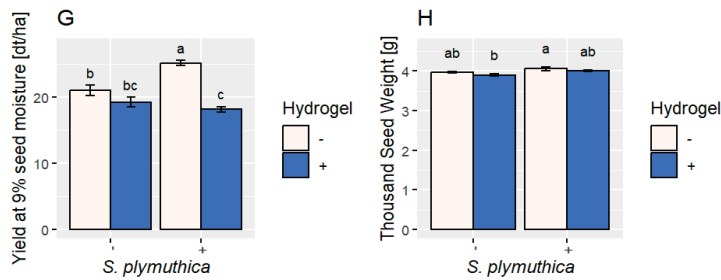 G
Yield at 9% seed moisture [dt/ha]
20
10
0
b
bc
a
c
-
+
S. plymuthica
Hydrogel
-
+
H
Thousand Seed Weight [g]
5
4
3
2
1
0
ab
b
a
ab
-
+
S. plymuthica
Hydrogel
-
+